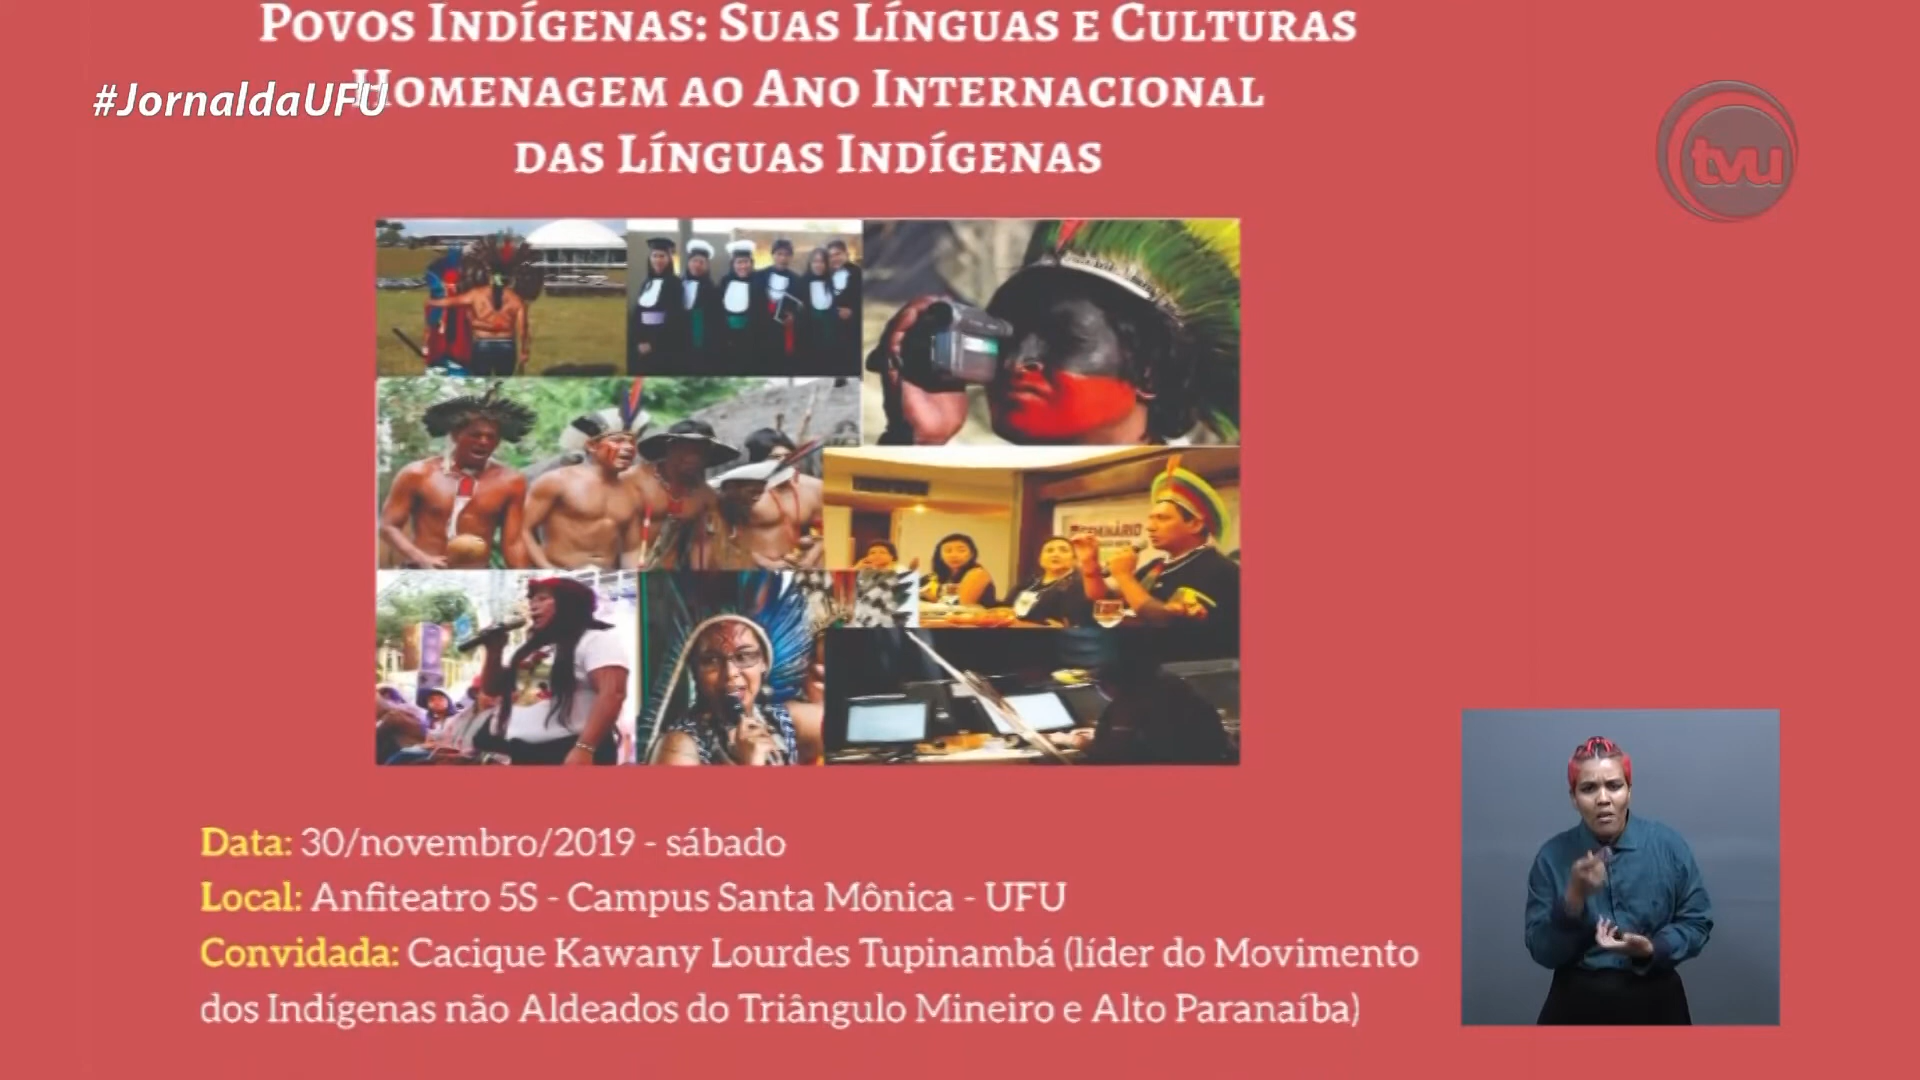 Povos Indígenas: Suas Línguas e Culturas
#JornaldaUFU
Homenagem ao Ano Internacional
das Línguas Indígenas
tvu
SEMINÁRIO
Data: 30/novembro/2019 - sábado
Local: Anfiteatro 5S - Campus Santa Mônica - UFU
Convidada: Cacique Kawany Lourdes Tupinambá (líder do Movimento
dos Indígenas não Aldeados do Triângulo Mineiro e Alto Paranaíba)